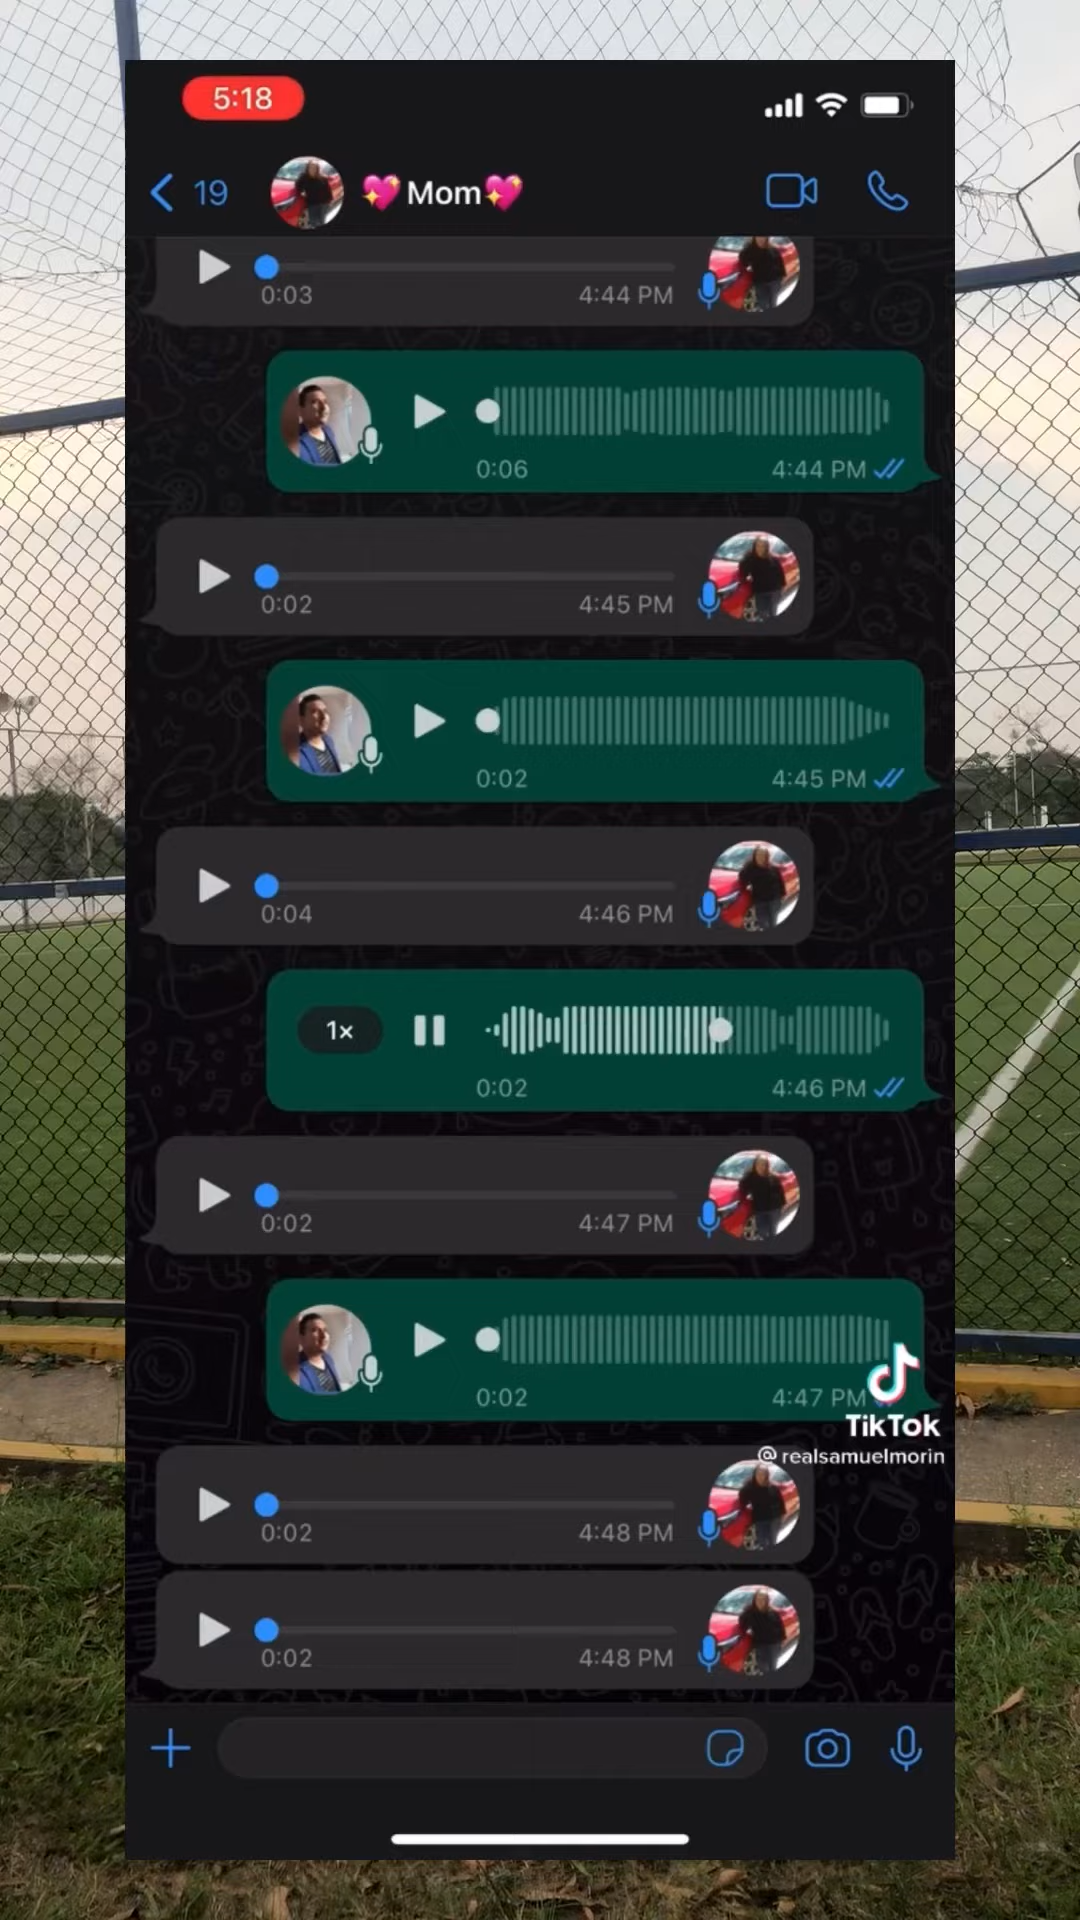 5:18
19
💖Mom💖
0:03 4:44 PM
0:06 4:44 PM
0:02 4:45 PM
0:02 4:45 PM
0:04 4:46 PM
1x
0:02 4:46 PM
0:02 4:47 PM
0:02 4:47 PM
TikTok
@realsamuelmorin
0:02 4:48 PM
0:02 4:48 PM